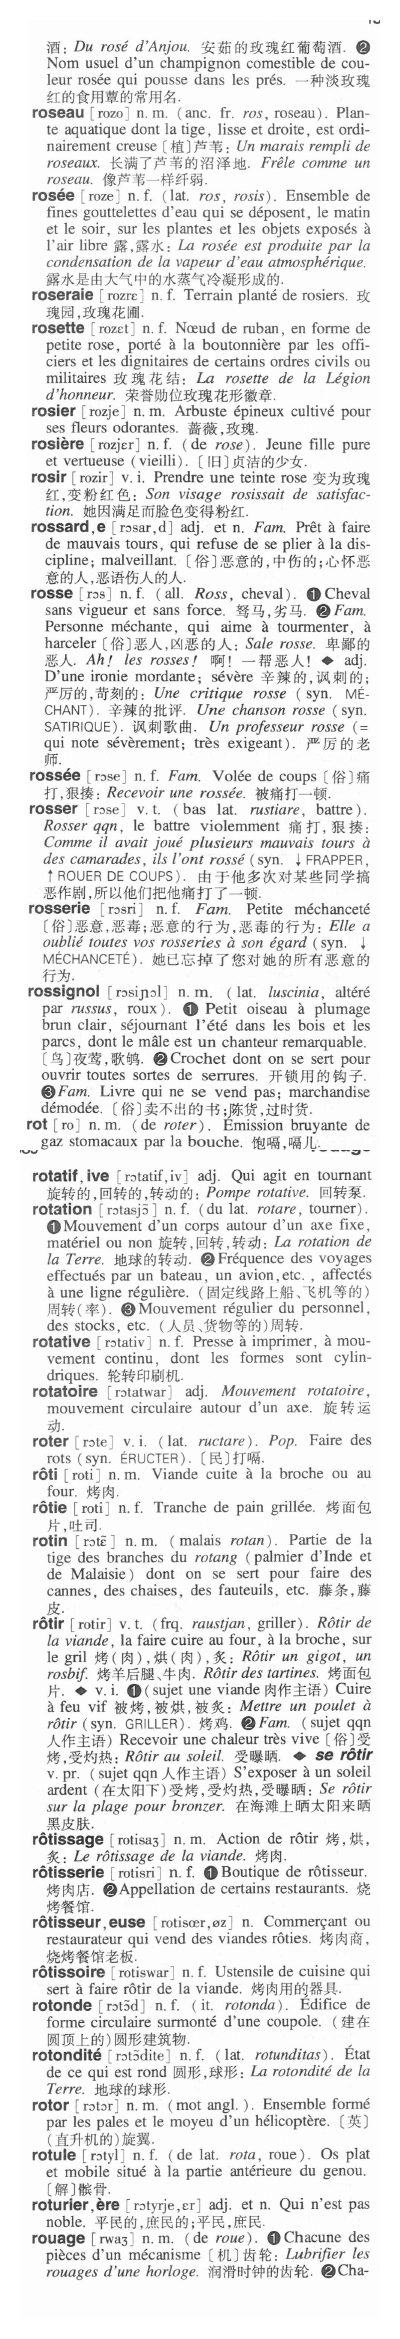 酒: Du rosé d'Anjou. 安茹的玫瑰红葡萄酒. ❷
Nom usuel d'un champignon comestible de cou-
leur rosée qui pousse dans les prés. 一种淡玫瑰
红的食用蕈的常用名.
roseau [rozo] n. m. (anc. fr. ros, roseau). Plan-
te aquatique dont la tige, lisse et droite, est ordi-
nairement creuse [植]芦苇: Un marais rempli de
roseaux. 长满了芦苇的沼泽地. Frêle comme un
roseau. 像芦苇一样纤弱.
rosée [roze] n. f. (lat. ros, rosis). Ensemble de
fines gouttelettes d'eau qui se déposent, le matin
et le soir, sur les plantes et les objets exposés à
l'air libre 露,露水: La rosée est produite par la
condensation de la vapeur d'eau atmosphérique.
露水是由大气中的水蒸气冷凝形成的.
roseraie [rozrɛ] n. f. Terrain planté de rosiers. 玫
瑰园,玫瑰花圃.
rosette [rozɛt] n. f. Nœud de ruban, en forme de
petite rose, porté à la boutonnière par les offi-
ciers et les dignitaires de certains ordres civils ou
militaires 玫瑰花结: La rosette de la Légion
d'honneur. 荣誉勋位玫瑰花形徽章.
rosier [rozje] n. m. Arbuste épineux cultivé pour
ses fleurs odorantes. 蔷薇,玫瑰.
rosière [rozjɛr] n. f. (de rose). Jeune fille pure
et vertueuse (vieilli). [旧]贞洁的少女.
rosir [rozir] v. i. Prendre une teinte rose 变为玫瑰
红,变粉红色: Son visage rosissait de satisfac-
tion. 她因满足而脸色变得粉红.
rossard,e [rɔsar,d] adj. et n. Fam. Prêt à faire
de mauvais tours, qui refuse de se plier à la dis-
cipline; malveillant. [俗]恶意的,中伤的;心怀恶
意的人,恶语伤人的人.
rosse [rɔs] n. f. (all. Ross, cheval). ❶ Cheval
sans vigueur et sans force. 驽马,劣马. ❷ Fam.
Personne méchante, qui aime à tourmenter, à
harceler [俗]恶人,凶恶的人: Sale rosse. 卑鄙的
恶人. Ah! les rosses! 啊! 一帮恶人! ◆ adj.
D'une ironie mordante; sévère 辛辣的,讽刺的;
严厉的,苛刻的: Une critique rosse (syn. MÉ-
CHANT). 辛辣的批评. Une chanson rosse (syn.
SATIRIQUE). 讽刺歌曲. Un professeur rosse (=
qui note sévèrement; très exigeant). 严厉的老
师.
rossée [rɔse] n. f. Fam. Volée de coups [俗]痛
打,狠揍: Recevoir une rossée. 被痛打一顿.
rosser [rɔse] v. t. (bas lat. rustiare, battre).
Rosser qqn, le battre violemment 痛打,狠揍:
Comme il avait joué plusieurs mauvais tours à
des camarades, ils l'ont rossé (syn. ↓ FRAPPER,
↑ ROUER DE COUPS). 由于他多次对某些同学搞
恶作剧,所以他们把他痛打了一顿.
rosserie [rɔsri] n. f. Fam. Petite méchanceté
[俗]恶意,恶毒;恶意的行为,恶毒的行为: Elle a
oublié toutes vos rosseries à son égard (syn. ↓
MÉCHANCETÉ). 她已忘掉了您对她的所有恶意的
行为.
rossignol [rɔsiɲɔl] n. m. (lat. luscinia, altéré
par russus, roux). ❶ Petit oiseau à plumage
brun clair, séjournant l'été dans les bois et les
parcs, dont le mâle est un chanteur remarquable.
[鸟]夜莺,歌鸲. ❷ Crochet dont on se sert pour
ouvrir toutes sortes de serrures. 开锁用的钩子.
❸ Fam. Livre qui ne se vend pas; marchandise
démodée. [俗]卖不出的书;陈货,过时货.
rot [ro] n. m. (de roter). Émission bruyante de
gaz stomacaux par la bouche. 饱嗝,嗝儿.
rotatif,ive [rɔtatif,iv] adj. Qui agit en tournant
旋转的,回转的,转动的: Pompe rotative. 回转泵.
rotation [rɔtasjɔ̃] n. f. (du lat. rotare, tourner).
❶ Mouvement d'un corps autour d'un axe fixe,
matériel ou non 旋转,回转,转动: La rotation de
la Terre. 地球的转动. ❷ Fréquence des voyages
effectués par un bateau, un avion,etc., affectés
à une ligne régulière. (固定线路上船、飞机等的)
周转(率). ❸ Mouvement régulier du personnel,
des stocks, etc. (人员、货物等的)周转.
rotative [rɔtativ] n. f. Presse à imprimer, à mou-
vement continu, dont les formes sont cylin-
driques. 轮转印刷机.
rotatoire [rɔtatwar] adj. Mouvement rotatoire,
mouvement circulaire autour d'un axe. 旋转运
动.
roter [rɔte] v. i. (lat. ructare). Pop. Faire des
rots (syn. ÉRUCTER). [民]打嗝.
rôti [roti] n. m. Viande cuite à la broche ou au
four. 烤肉.
rôtie [roti] n. f. Tranche de pain grillée. 烤面包
片,吐司.
rotin [rɔtɛ̃] n. m. (malais rotan). Partie de la
tige des branches du rotang (palmier d'Inde et
de Malaisie) dont on se sert pour faire des
cannes, des chaises, des fauteuils, etc. 藤条,藤
皮.
rôtir [rotir] v. t. (frq. raustjan, griller). Rôtir de
la viande, la faire cuire au four, à la broche, sur
le gril 烤(肉),烘(肉),炙: Rôtir un gigot, un
rosbif. 烤羊后腿、牛肉. Rôtir des tartines. 烤面包
片. ◆ v. i. ❶ (sujet une viande 肉作主语) Cuire
à feu vif 被烤,被烘,被炙: Mettre un poulet à
rôtir (syn. GRILLER). 烤鸡. ❷ Fam. (sujet qqn
人作主语) Recevoir une chaleur très vive [俗]受
烤,受灼热: Rôtir au soleil. 受曝晒. ◆ se rôtir
v. pr. (sujet qqn 人作主语) S'exposer à un soleil
ardent (在太阳下)受烤,受灼热,受曝晒: Se rôtir
sur la plage pour bronzer. 在海滩上晒太阳来晒
黑皮肤.
rôtissage [rotisaʒ] n. m. Action de rôtir 烤,烘,
炙: Le rôtissage de la viande. 烤肉.
rôtisserie [rotisri] n. f. ❶ Boutique de rôtisseur.
烤肉店. ❷ Appellation de certains restaurants. 烧
烤餐馆.
rôtisseur,euse [rotisœr,øz] n. Commerçant ou
restaurateur qui vend des viandes rôties. 烤肉商,
烧烤餐馆老板.
rôtissoire [rotiswar] n. f. Ustensile de cuisine qui
sert à faire rôtir de la viande. 烤肉用的器具.
rotonde [rɔtɔ̃d] n. f. (it. rotonda). Édifice de
forme circulaire surmonté d'une coupole. (建在
圆顶上的)圆形建筑物.
rotondité [rɔtɔ̃dite] n. f. (lat. rotunditas). État
de ce qui est rond 圆形,球形: La rotondité de la
Terre. 地球的球形.
rotor [rɔtɔr] n. m. (mot angl.). Ensemble formé
par les pales et le moyeu d'un hélicoptère. [英]
(直升机的)旋翼.
rotule [rɔtyl] n. f. (de lat. rota, roue). Os plat
et mobile situé à la partie antérieure du genou.
[解]髌骨.
roturier,ère [rɔtyrje,ɛr] adj. et n. Qui n'est pas
noble. 平民的,庶民的;平民,庶民.
rouage [rwaʒ] n. m. (de roue). ❶ Chacune des
pièces d'un mécanisme [机]齿轮: Lubrifier les
rouages d'une horloge. 润滑时钟的齿轮. ❷ Cha-